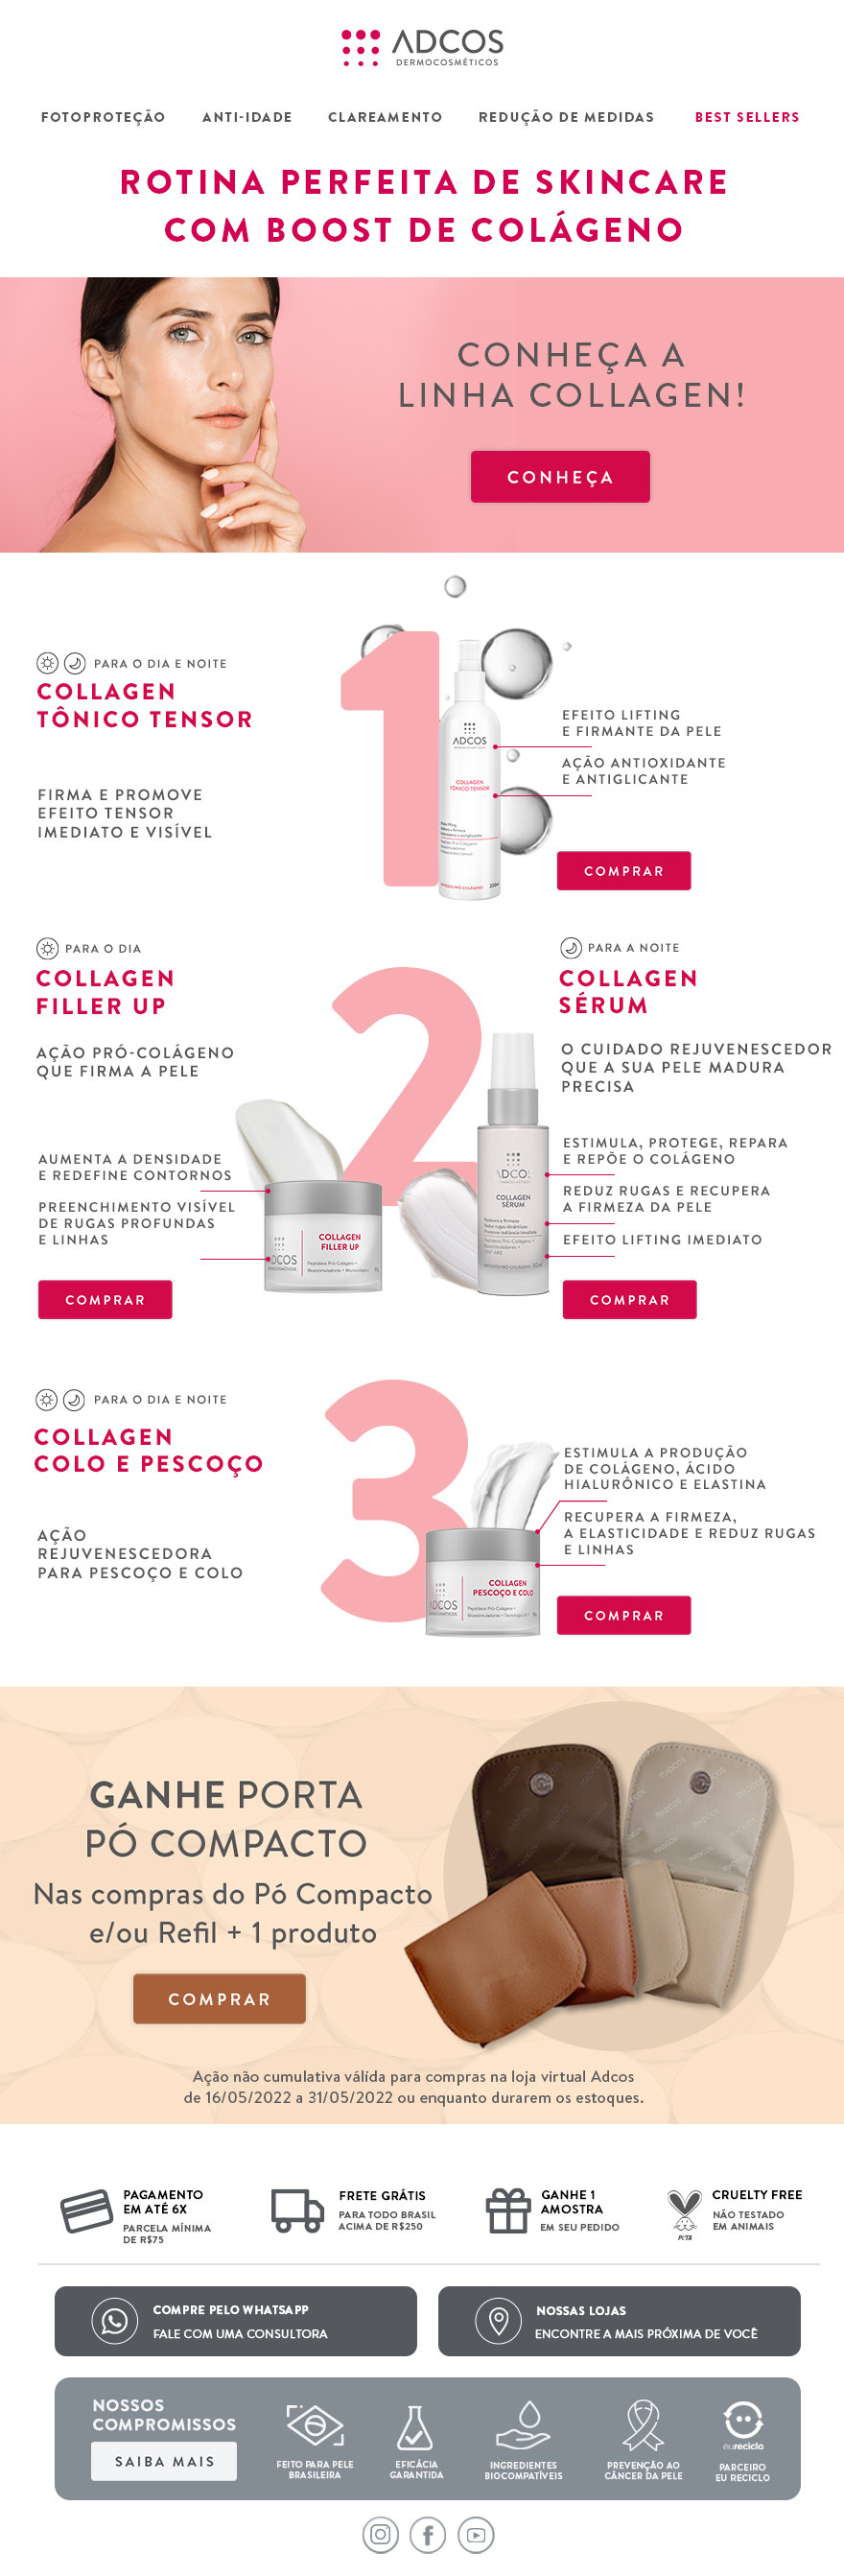 ADCOS
DERMOCOSMÉTICOS
FOTOPROTEÇÃO ANTI-IDADE CLAREAMENTO REDUÇÃO DE MEDIDAS BEST SELLERS
ROTINA PERFEITA DE SKINCARE
COM BOOST DE COLÁGENO
CONHEÇA A
LINHA COLLAGEN!
CONHEÇA
PARA O DIA E NOITE
COLLAGEN
TÔNICO TENSOR
FIRMA E PROMOVE
EFEITO TENSOR
IMEDIATO E VISÍVEL
1
ADCOS
COLLAGEN
TÔNICO TENSOR
EFEITO LIFTING
E FIRMANTE DA PELE
AÇÃO ANTIOXIDANTE
E ANTIGLICANTE
COMPRAR
PARA O DIA
COLLAGEN
FILLER UP
AÇÃO PRÓ-COLÁGENO
QUE FIRMA A PELE
AUMENTA A DENSIDADE
E REDEFINE CONTORNOS
PREENCHIMENTO VISÍVEL
DE RUGAS PROFUNDAS
E LINHAS
COMPRAR
2
COLLAGEN
FILLER UP
Peptídeos Pró-Colágeno •
ADCOS
COLLAGEN
SÉRUM
PARA A NOITE
COLLAGEN
SÉRUM
O CUIDADO REJUVENESCEDOR
QUE A SUA PELE MADURA
PRECISA
ESTIMULA, PROTEGE, REPARA
E REPÕE O COLÁGENO
REDUZ RUGAS E RECUPERA
A FIRMEZA DA PELE
EFEITO LIFTING IMEDIATO
COMPRAR
PARA O DIA E NOITE
COLLAGEN
COLO E PESCOÇO
AÇÃO
REJUVENESCEDORA
PARA PESCOÇO E COLO
3
ADCOS
COLLAGEN
PESCOÇO E COLO
Peptídeos Pró-Colágeno •
ESTIMULA A PRODUÇÃO
DE COLÁGENO, ÁCIDO
HIALURÔNICO E ELASTINA
RECUPERA A FIRMEZA,
A ELASTICIDADE E REDUZ RUGAS
E LINHAS
COMPRAR
GANHE PORTA
PÓ COMPACTO
Nas compras do Pó Compacto
e/ou Refil + 1 produto
COMPRAR
Ação não cumulativa válída para compras na loja virtual Adcos
de 16/05/2022 a 31/05/2022 ou enquanto durarem os estoques.
PAGAMENTO
EM ATÉ 6X
PARCELA MÍNIMA
DE R$75
FRETE GRÁTIS
PARA TODO BRASIL
ACIMA DE R$250
GANHE 1
AMOSTRA
EM SEU PEDIDO
PETA
CRUELTY FREE
NÃO TESTADO
EM ANIMAIS
COMPRE PELO WHATSAPP
FALE COM UMA CONSULTORA
NOSSAS LOJAS
ENCONTRE A MAIS PRÓXIMA DE VOCÊ
NOSSOS
COMPROMISSOS
SAIBA MAIS
FEITO PARA PELE
BRASILEIRA
EFICÁCIA
GARANTIDA
INGREDIENTES
BIOCOMPATÍVEIS
PREVENÇÃO AO
CÂNCER DA PELE
eureciclo
PARCEIRO
EU RECICLO